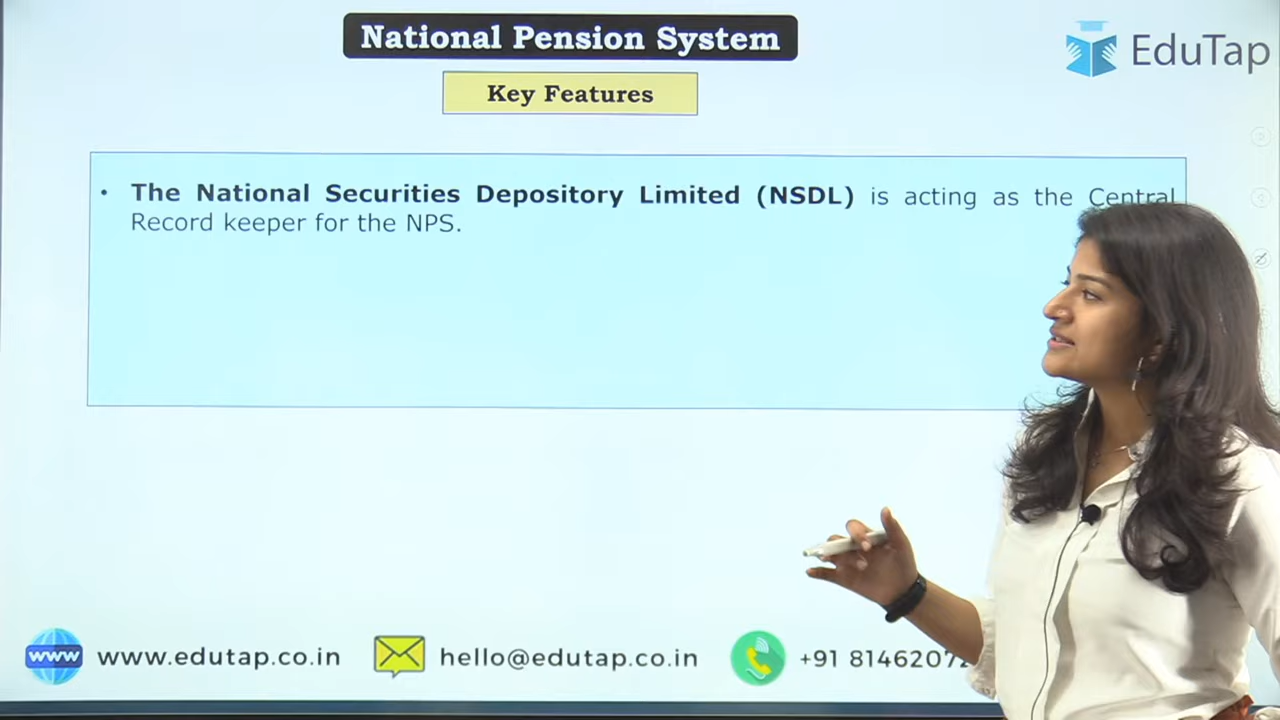 National Pension System
EduTap
Key Features
• The National Securities Depository Limited (NSDL) is acting as the Central
Record keeper for the NPS.
www
www.edutap.co.in
hello@edutap.co.in
+91 8146207